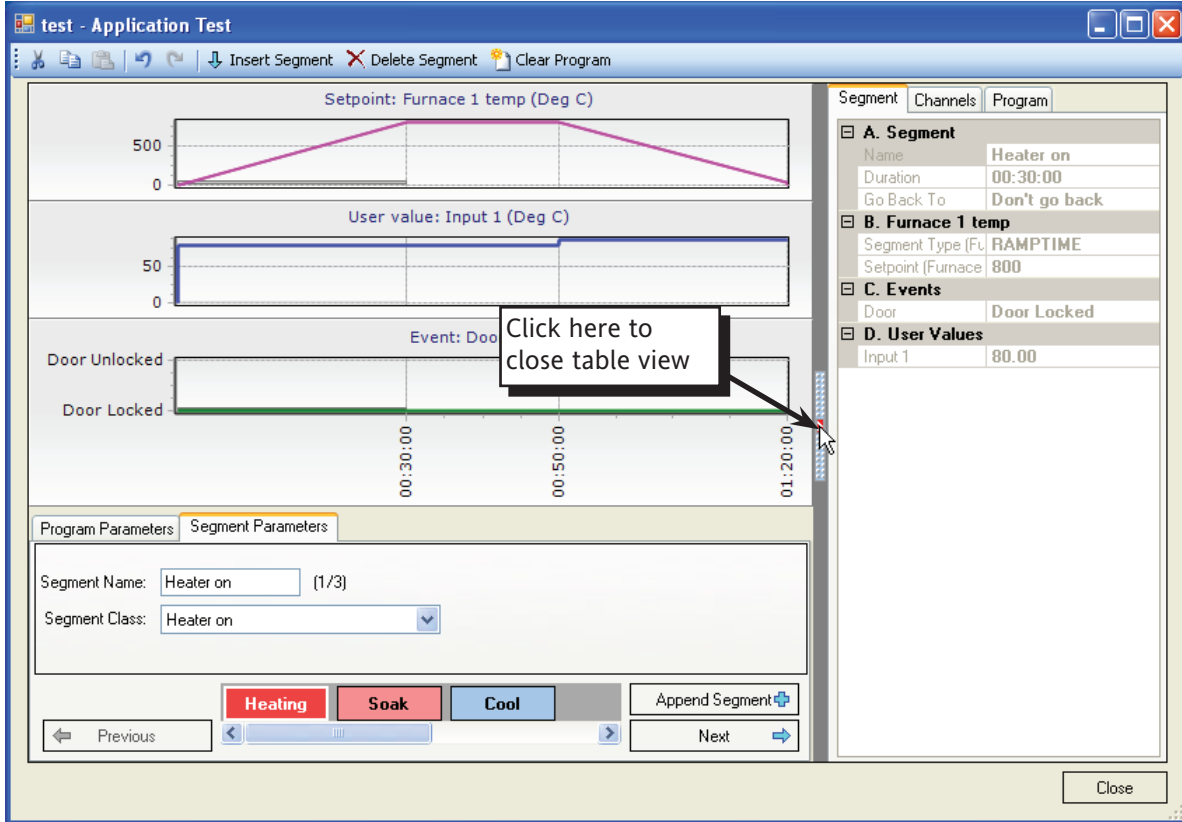 test - Application Test
Insert Segment Delete Segment Clear Program
Setpoint: Furnace 1 temp (Deg C)
500
0
User value: Input 1 (Deg C)
50
0
Event: Doo
Door Unlocked
Door Locked
00:30:00
00:50:00
01:20:00
Click here to
close table view
Program Parameters Segment Parameters
Segment Name: Heater on (1/3)
Segment Class: Heater on
Heating Soak Cool
Append Segment
Previous
Next
Segment Channels Program
A. Segment
Name Heater on
Duration 00:30:00
Go Back To Don't go back
B. Furnace 1 temp
Segment Type (Fu RAMPTIME
Setpoint (Furnace 800
C. Events
Door Door Locked
D. User Values
Input 1 80.00
Close